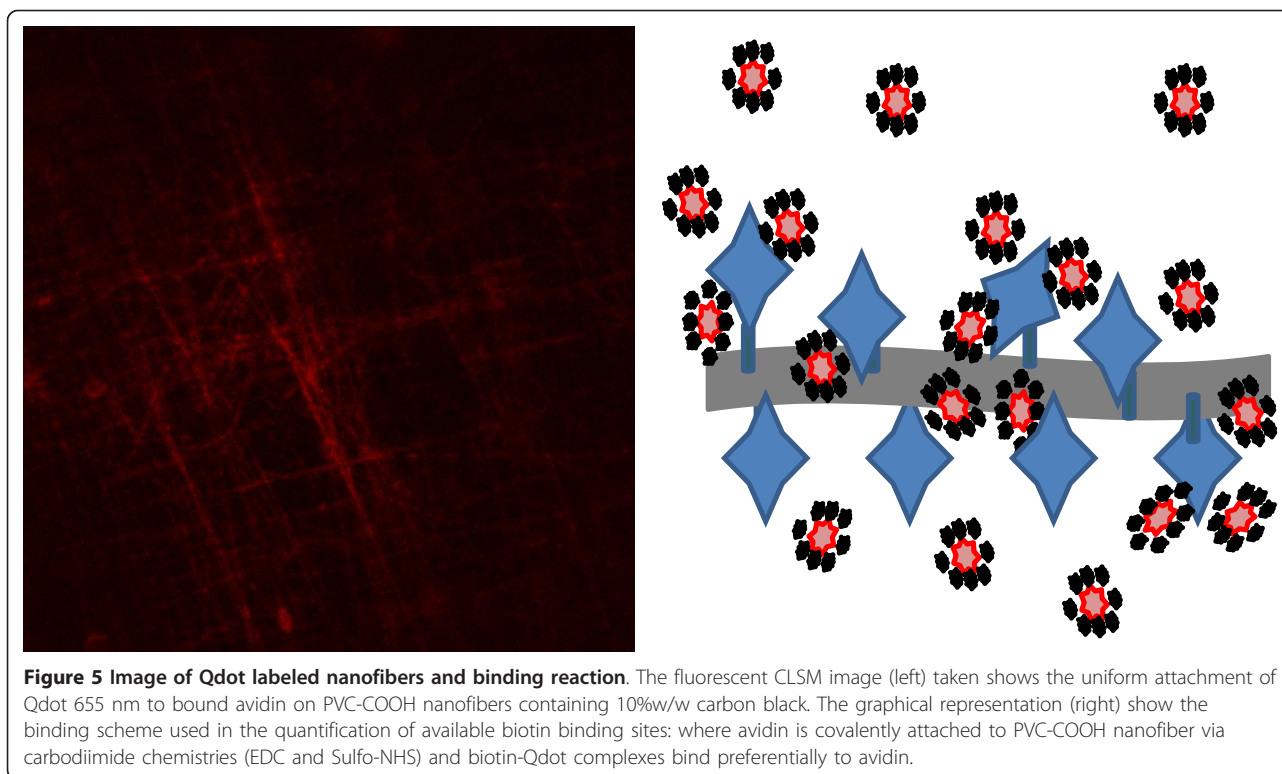 Figure 5 Image of Qdot labeled nanofibers and binding reaction. The fluorescent CLSM image (left) taken shows the uniform attachment of
Qdot 655 nm to bound avidin on PVC-COOH nanofibers containing 10%w/w carbon black. The graphical representation (right) show the
binding scheme used in the quantification of available biotin binding sites: where avidin is covalently attached to PVC-COOH nanofiber via
carbodiimide chemistries (EDC and Sulfo-NHS) and biotin-Qdot complexes bind preferentially to avidin.